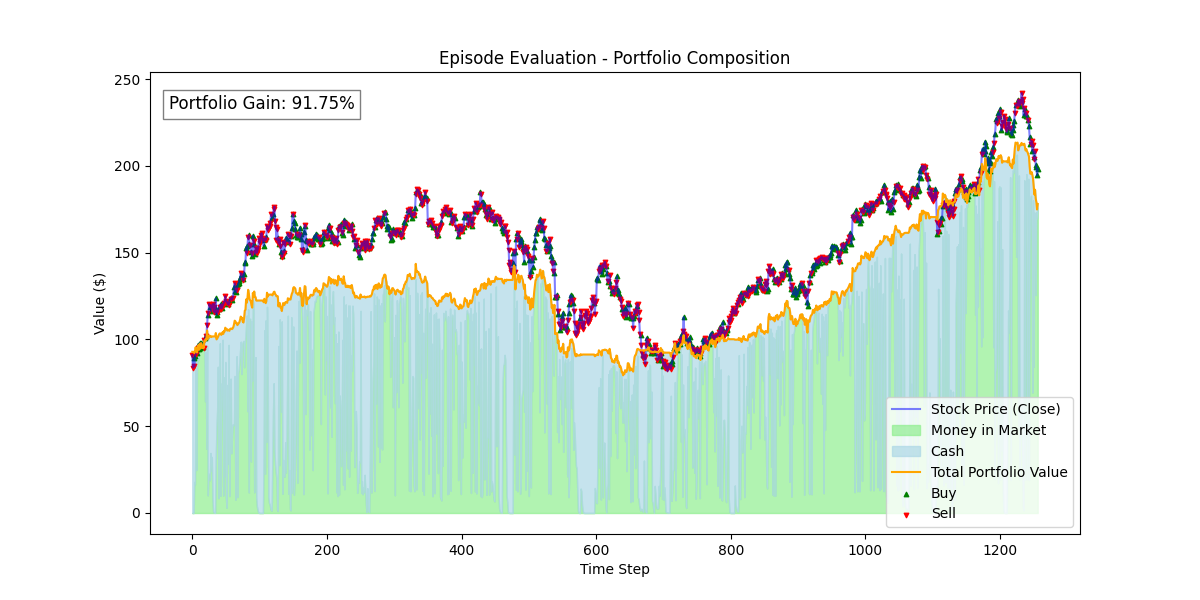 Episode Evaluation - Portfolio Composition
Portfolio Gain: 91.75%
Value ($)
250
200
150
100
50
0
0 200 400 600 800 1000 1200
Time Step
Stock Price (Close)
Money in Market
Cash
Total Portfolio Value
Buy
Sell